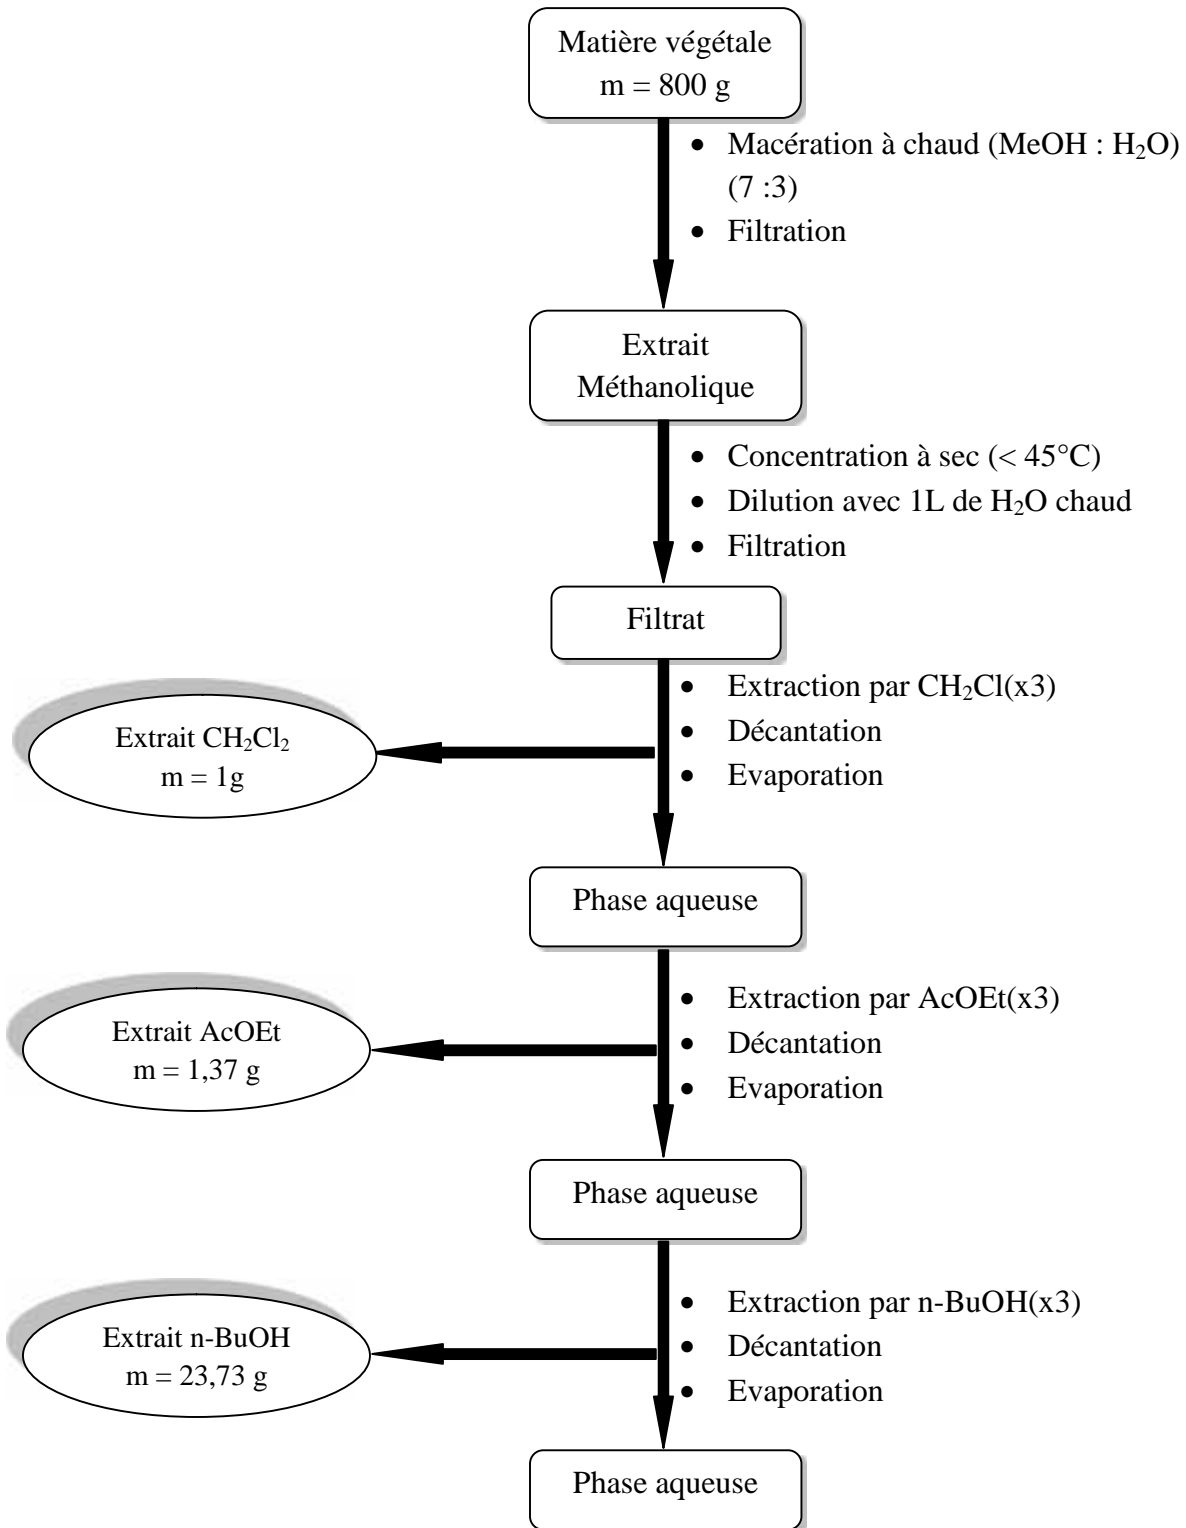 Matière végétale
m = 800 g
• Macération à chaud (MeOH : H₂O)
(7 :3)
• Filtration
Extrait
Méthanolique
• Concentration à sec (< 45°C)
• Dilution avec 1L de H₂O chaud
• Filtration
Filtrat
• Extraction par CH₂Cl(x3)
• Décantation
• Evaporation
Extrait CH₂Cl₂
m = 1g
Phase aqueuse
• Extraction par AcOEt(x3)
• Décantation
• Evaporation
Extrait AcOEt
m = 1,37 g
Phase aqueuse
• Extraction par n-BuOH(x3)
• Décantation
• Evaporation
Extrait n-BuOH
m = 23,73 g
Phase aqueuse